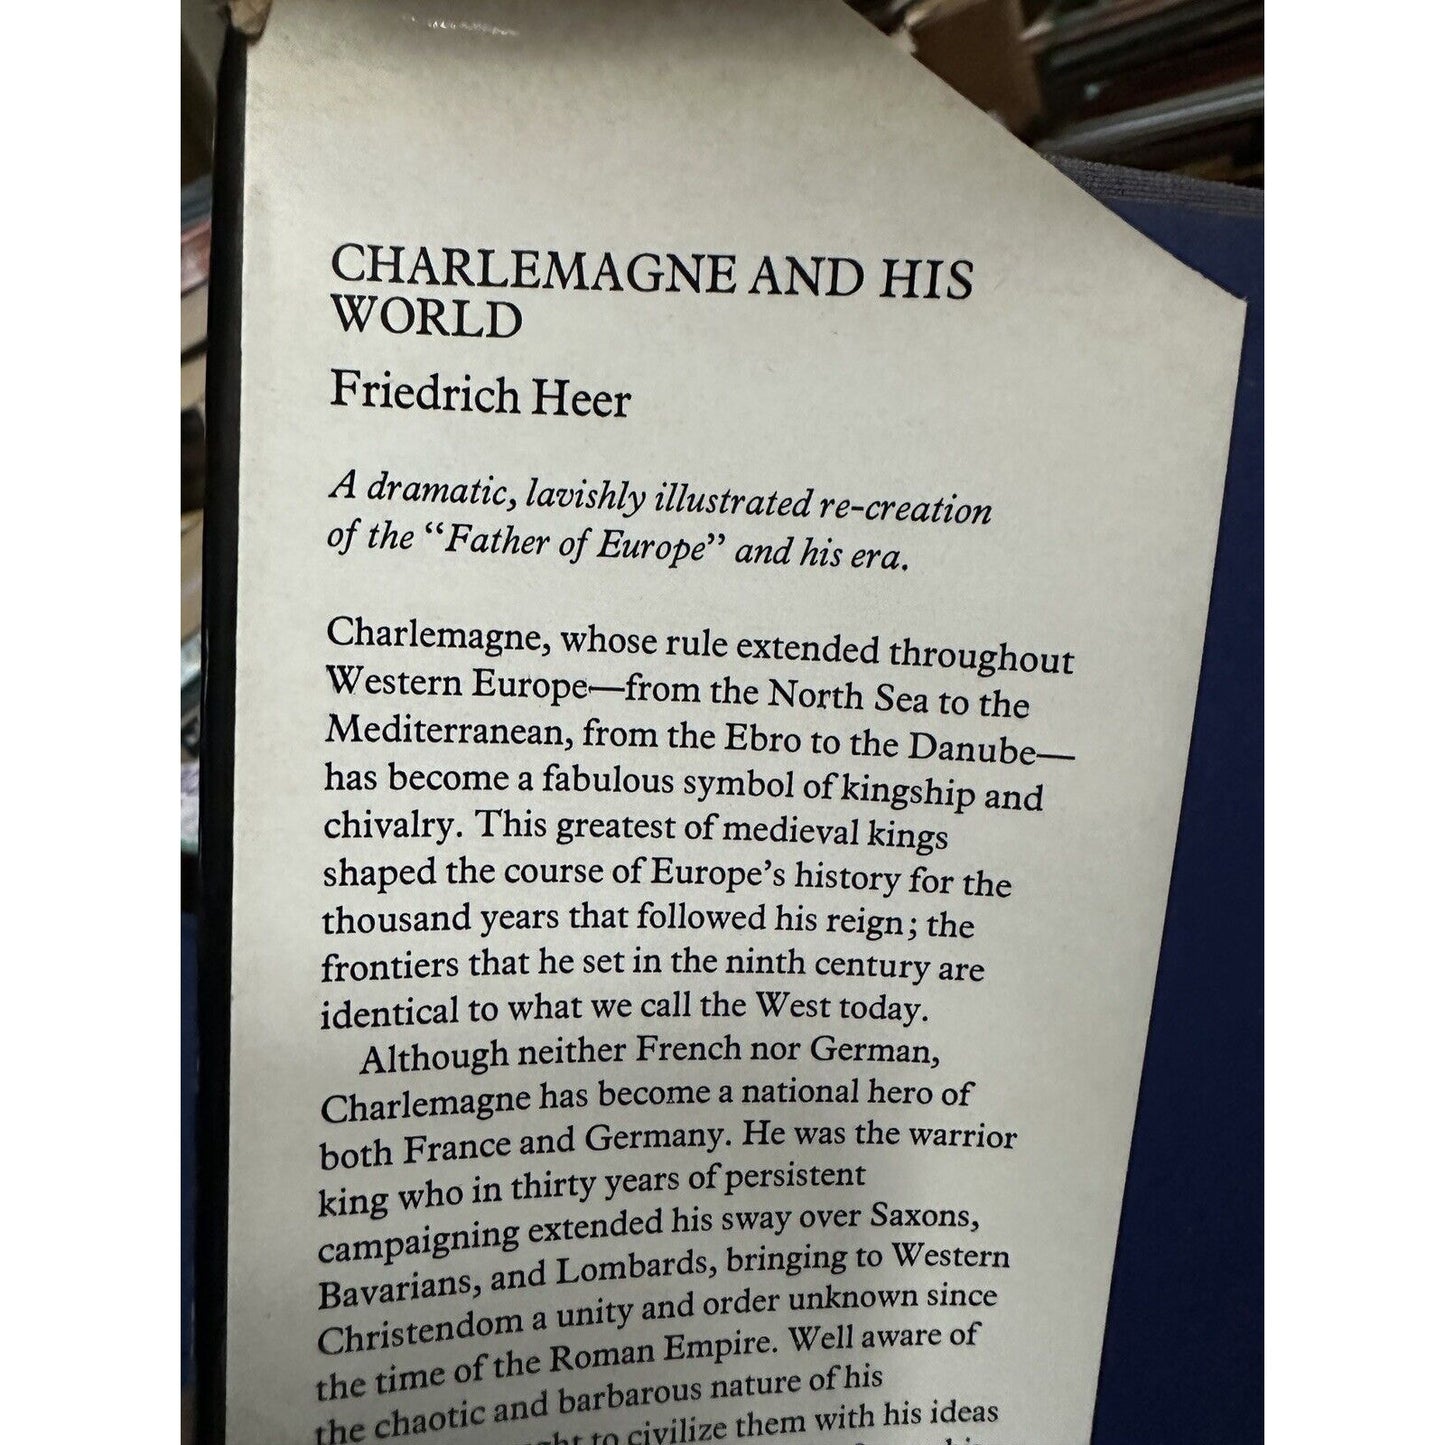 CHARLEMAGNE AND HIS
WORLD
Friedrich Heer
A dramatic, lavishly illustrated re-creation
of the “Father of Europe” and his era.
Charlemagne, whose rule extended throughout
Western Europe—from the North Sea to the
Mediterranean, from the Ebro to the Danube—
has become a fabulous symbol of kingship and
chivalry. This greatest of medieval kings
shaped the course of Europe’s history for the
thousand years that followed his reign; the
frontiers that he set in the ninth century are
identical to what we call the West today.
Although neither French nor German,
Charlemagne has become a national hero of
both France and Germany. He was the warrior
king who in thirty years of persistent
campaigning extended his sway over Saxons,
Bavarians, and Lombards, bringing to Western
Christendom a unity and order unknown since
the time of the Roman Empire. Well aware of
the chaotic and barbarous nature of his
to civilize them with his ideas